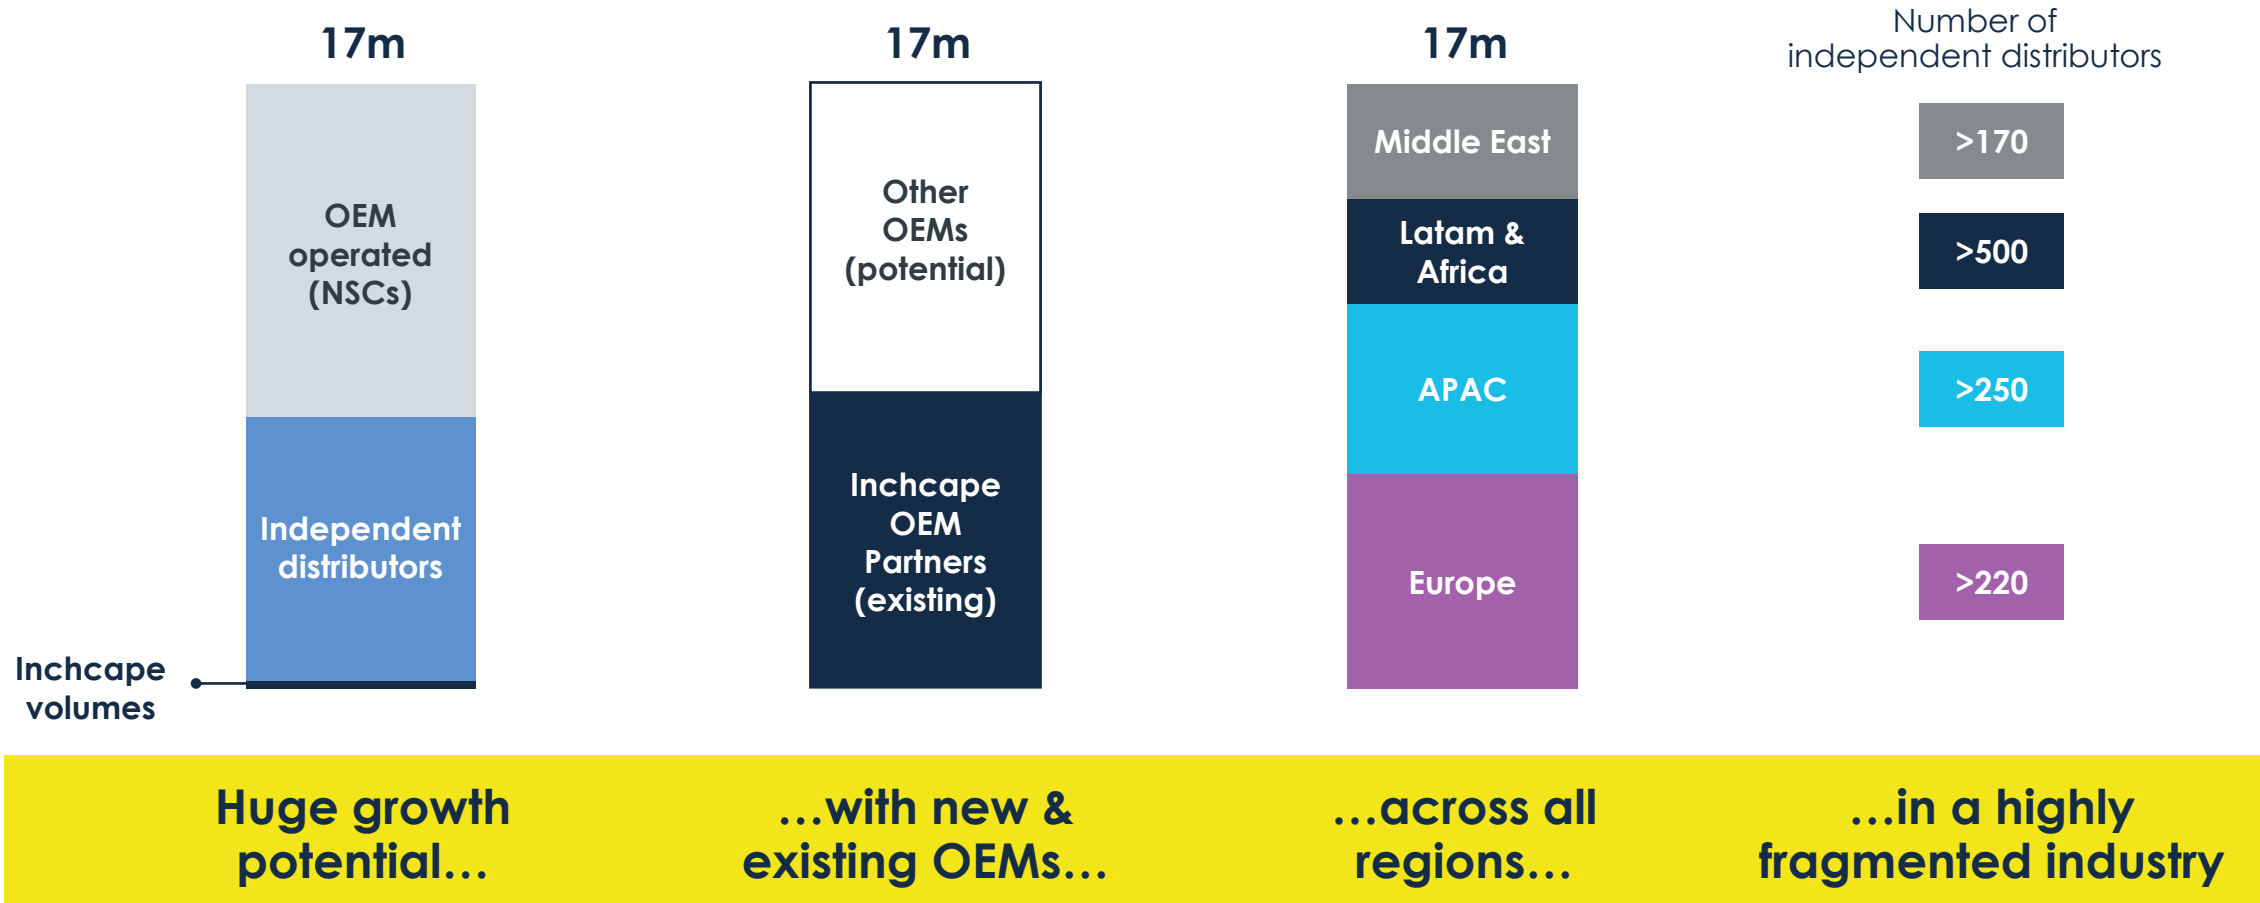 17m
OEM
operated
(NSCs)
Independent
distributors
Inchcape
volumes
17m
Other
OEMs
(potential)
Inchcape
OEM
Partners
(existing)
17m
Middle East
Latam &
Africa
APAC
Europe
Number of
independent distributors
>170
>500
>250
>220
Huge growth
potential…
…with new &
existing OEMs…
…across all
regions…
…in a highly
fragmented industry